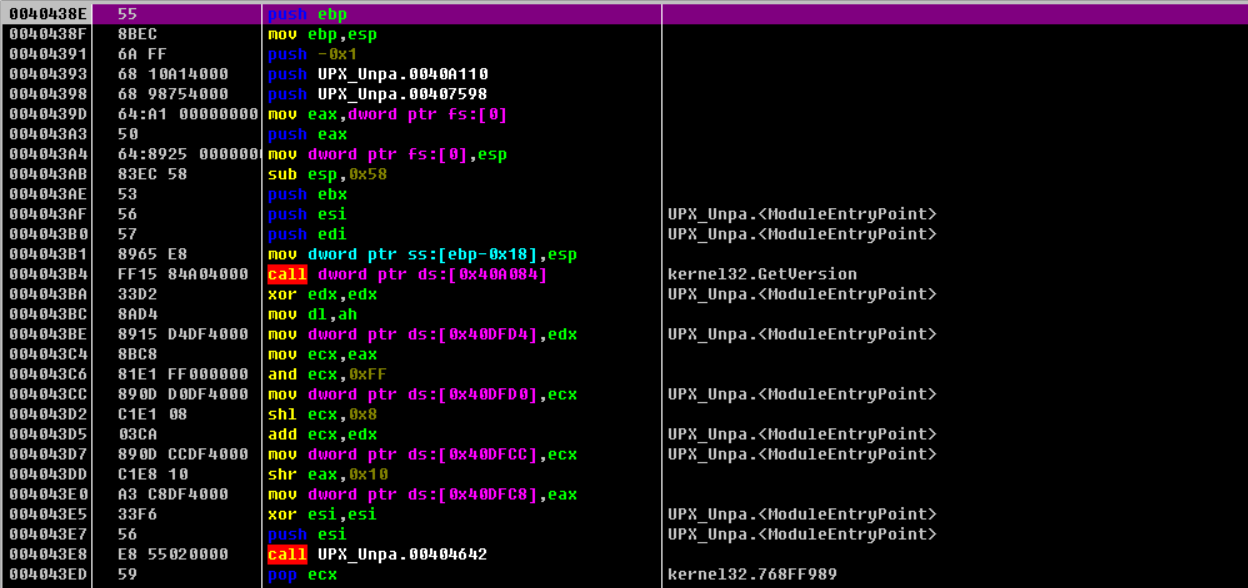 0040438E 55 push ebp
0040438F 8BEC mov ebp,esp
00404391 6A FF push -0x1
00404393 68 10A14000 push UPX_Unpa.0040A110
00404398 68 98754000 push UPX_Unpa.00407598
0040439D 64:A1 00000000 mov eax,dword ptr fs:[0]
004043A3 50 push eax
004043A4 64:8925 0000000 mov dword ptr fs:[0],esp
004043AB 83EC 58 sub esp,0x58
004043AE 53 push ebx
004043AF 56 push esi UPX_Unpa.<ModuleEntryPoint>
004043B0 57 push edi UPX_Unpa.<ModuleEntryPoint>
004043B1 8965 E8 mov dword ptr ss:[ebp-0x18],esp
004043B4 FF15 84A04000 call dword ptr ds:[0x40A084] kernel32.GetVersion
004043BA 33D2 xor edx,edx UPX_Unpa.<ModuleEntryPoint>
004043BC 8AD4 mov dl,ah
004043BE 8915 D4DF4000 mov dword ptr ds:[0x40DFD4],edx UPX_Unpa.<ModuleEntryPoint>
004043C4 8BC8 mov ecx,eax
004043C6 81E1 FF000000 and ecx,0xFF
004043CC 890D D0DF4000 mov dword ptr ds:[0x40DFD0],ecx UPX_Unpa.<ModuleEntryPoint>
004043D2 C1E1 08 shl ecx,0x8
004043D5 03CA add ecx,edx UPX_Unpa.<ModuleEntryPoint>
004043D7 890D CCDF4000 mov dword ptr ds:[0x40DFCC],ecx UPX_Unpa.<ModuleEntryPoint>
004043DD C1E8 10 shr eax,0x10
004043E0 A3 C8DF4000 mov dword ptr ds:[0x40DFC8],eax
004043E5 33F6 xor esi,esi UPX_Unpa.<ModuleEntryPoint>
004043E7 56 push esi UPX_Unpa.<ModuleEntryPoint>
004043E8 E8 55020000 call UPX_Unpa.00404642
004043ED 59 pop ecx kernel32.768FF989